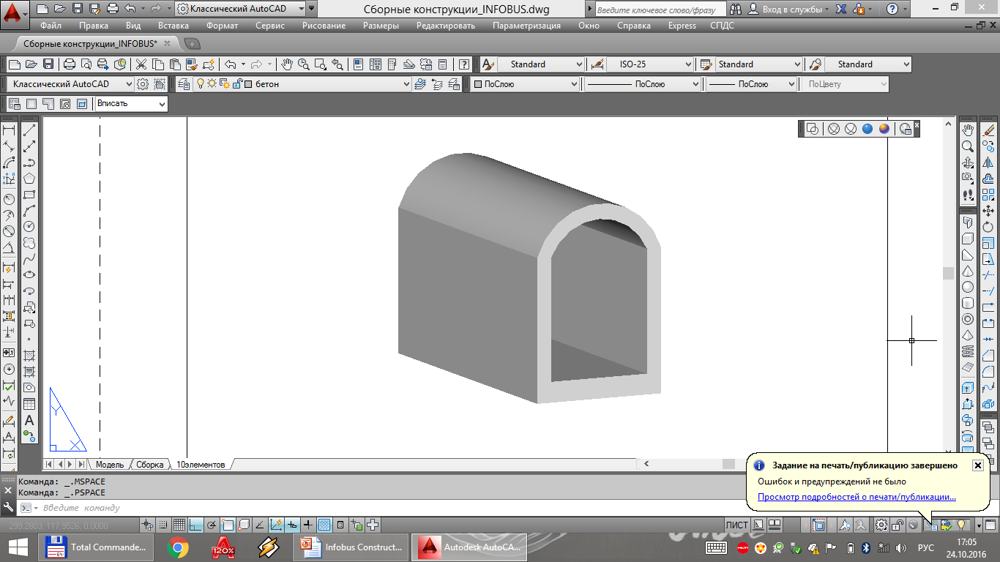 Классический AutoCAD
Сборные конструкции_INFOBUS.dwg
Введите ключевое слово/фразу
Вход в службы
Файл Правка Вид Вставка Формат Сервис Рисование Размеры Редактировать Параметризация Окно Справка Express СПДС
Сборные конструкции_INFOBUS*
Standard ISO-25 Standard Standard
Классический AutoCAD бетон ПоСлою ПоСлою ПоСлою ПоЦвету
Вписать
Y
X
Модель Сборка 10элементов
Команда: _.MSPACE
Команда: _.PSPACE
Введите команду
Задание на печать/публикацию завершено
Ошибок и предупреждений не было
Просмотр подробностей о печати/публикации...
299.2803, 117.9526, 0.0000
ЛИСТ
Total Commande...
120%
Infobus Construct...
Autodesk AutoCA...
РУС
17:05
24.10.2016